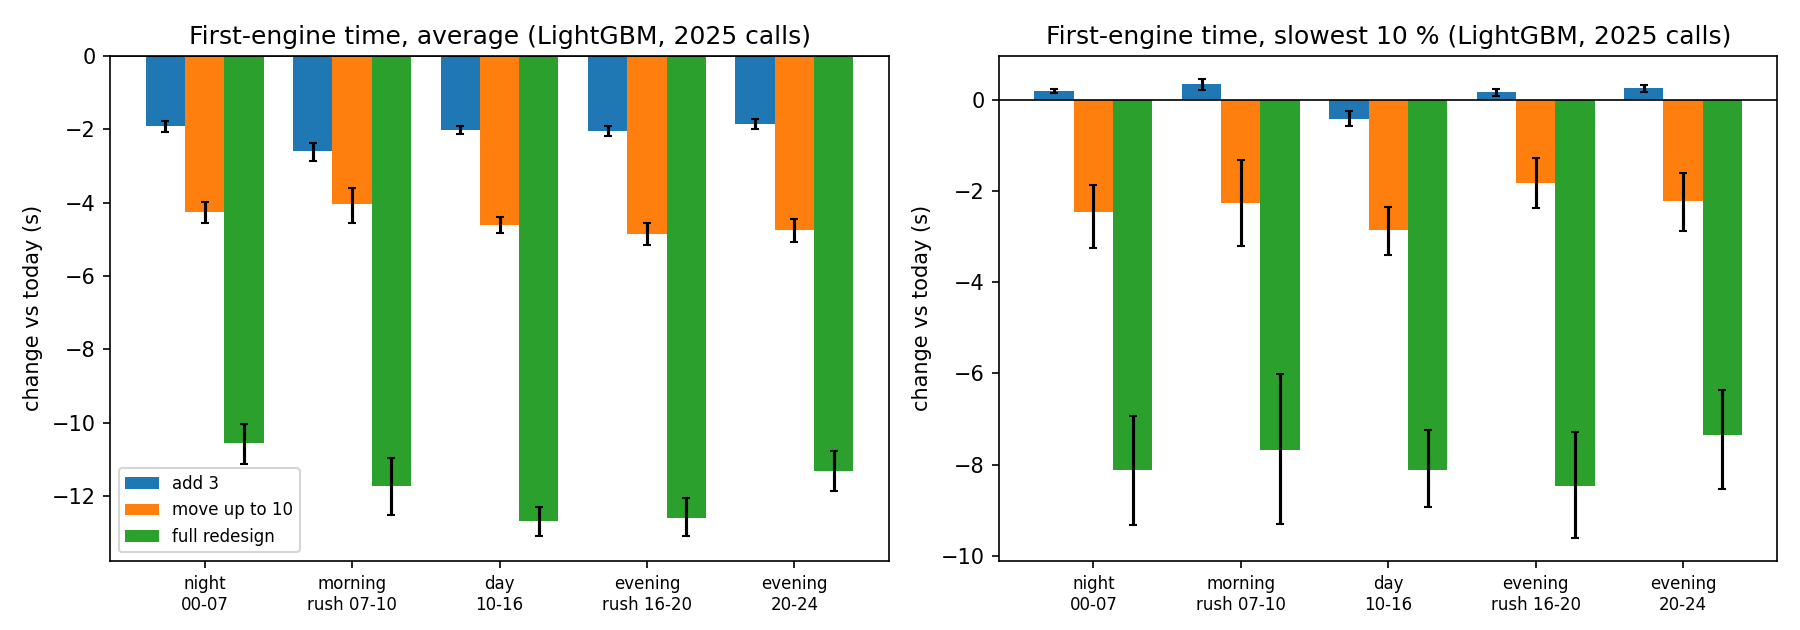 First-engine time, average (LightGBM, 2025 calls)
change vs today (s)
0
−2
−4
−6
−8
−10
−12
add 3
move up to 10
full redesign
night
00-07
morning
rush 07-10
day
10-16
evening
rush 16-20
evening
20-24
First-engine time, slowest 10 % (LightGBM, 2025 calls)
change vs today (s)
0
−2
−4
−6
−8
−10
night
00-07
morning
rush 07-10
day
10-16
evening
rush 16-20
evening
20-24